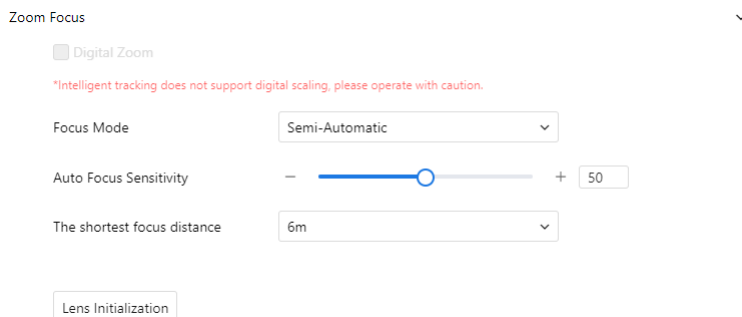 Zoom Focus
Digital Zoom
*Intelligent tracking does not support digital scaling, please operate with caution.
Focus Mode Semi-Automatic
Auto Focus Sensitivity − + 50
The shortest focus distance 6m
Lens Initialization